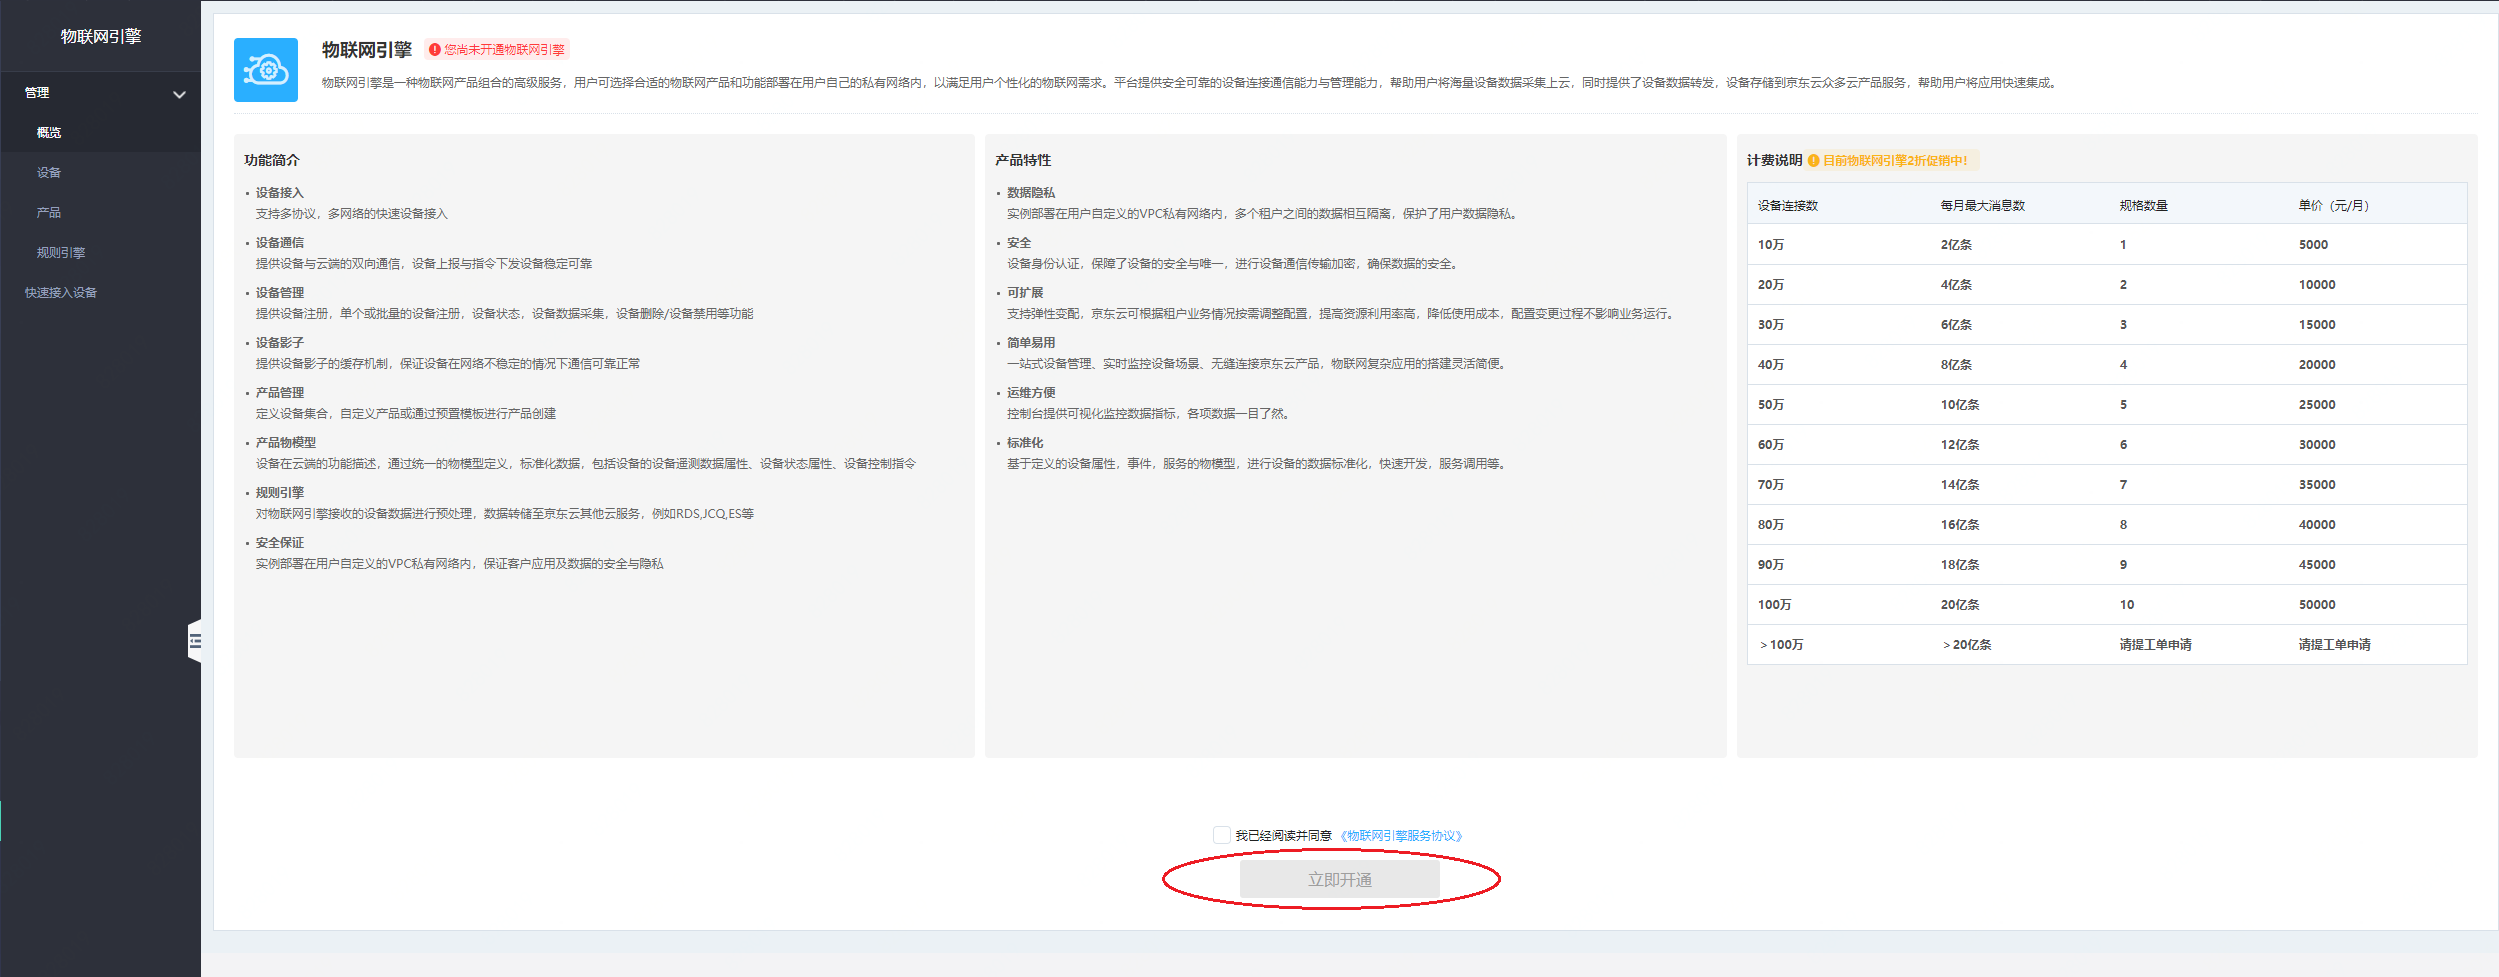 物联网引擎
管理
概览
设备
产品
规则引擎
快速接入设备
物联网引擎 您尚未开通物联网引擎
物联网引擎是一种物联网产品组合的高级服务，用户可选择合适的物联网产品和功能部署在用户自己的私有网络内，以满足用户个性化的物联网需求。平台提供安全可靠的设备连接通信能力与管理能力，帮助用户将海量设备数据采集上云，同时提供了设备数据转发，设备存储到京东云众多云产品服务，帮助用户将应用快速集成。
功能简介
· 设备接入
支持多协议，多网络的快速设备接入
· 设备通信
提供设备与云端的双向通信，设备上报与指令下发设备稳定可靠
· 设备管理
提供设备注册，单个或批量的设备注册，设备状态，设备数据采集，设备删除/设备禁用等功能
· 设备影子
提供设备影子的缓存机制，保证设备在网络不稳定的情况下通信可靠正常
· 产品管理
定义设备集合，自定义产品或通过预置模板进行产品创建
· 产品物模型
设备在云端的功能描述，通过统一的物模型定义，标准化数据，包括设备的设备遥测数据属性、设备状态属性、设备控制指令
· 规则引擎
对物联网引擎接收的设备数据进行预处理，数据转储至京东云其他云服务，例如RDS,JCQ,ES等
· 安全保证
实例部署在用户自定义的VPC私有网络内，保证客户应用及数据的安全与隐私
产品特性
· 数据隐私
实例部署在用户自定义的VPC私有网络内，多个租户之间的数据相互隔离，保护了用户数据隐私。
· 安全
设备身份认证，保障了设备的安全与唯一，进行设备通信传输加密，确保数据的安全。
· 可扩展
支持弹性变配，京东云可根据租户业务情况按需调整配置，提高资源利用率高，降低使用成本，配置变更过程不影响业务运行。
· 简单易用
一站式设备管理、实时监控设备场景、无缝连接京东云产品，物联网复杂应用的搭建灵活简便。
· 运维方便
控制台提供可视化监控数据指标，各项数据一目了然。
· 标准化
基于定义的设备属性，事件，服务的物模型，进行设备的数据标准化，快速开发，服务调用等。
计费说明 目前物联网引擎2折促销中！
设备连接数 每月最大消息数 规格数量 单价（元/月）
10万 2亿条 1 5000
20万 4亿条 2 10000
30万 6亿条 3 15000
40万 8亿条 4 20000
50万 10亿条 5 25000
60万 12亿条 6 30000
70万 14亿条 7 35000
80万 16亿条 8 40000
90万 18亿条 9 45000
100万 20亿条 10 50000
＞100万 ＞20亿条 请提工单申请 请提工单申请
我已经阅读并同意 《物联网引擎服务协议》
立即开通